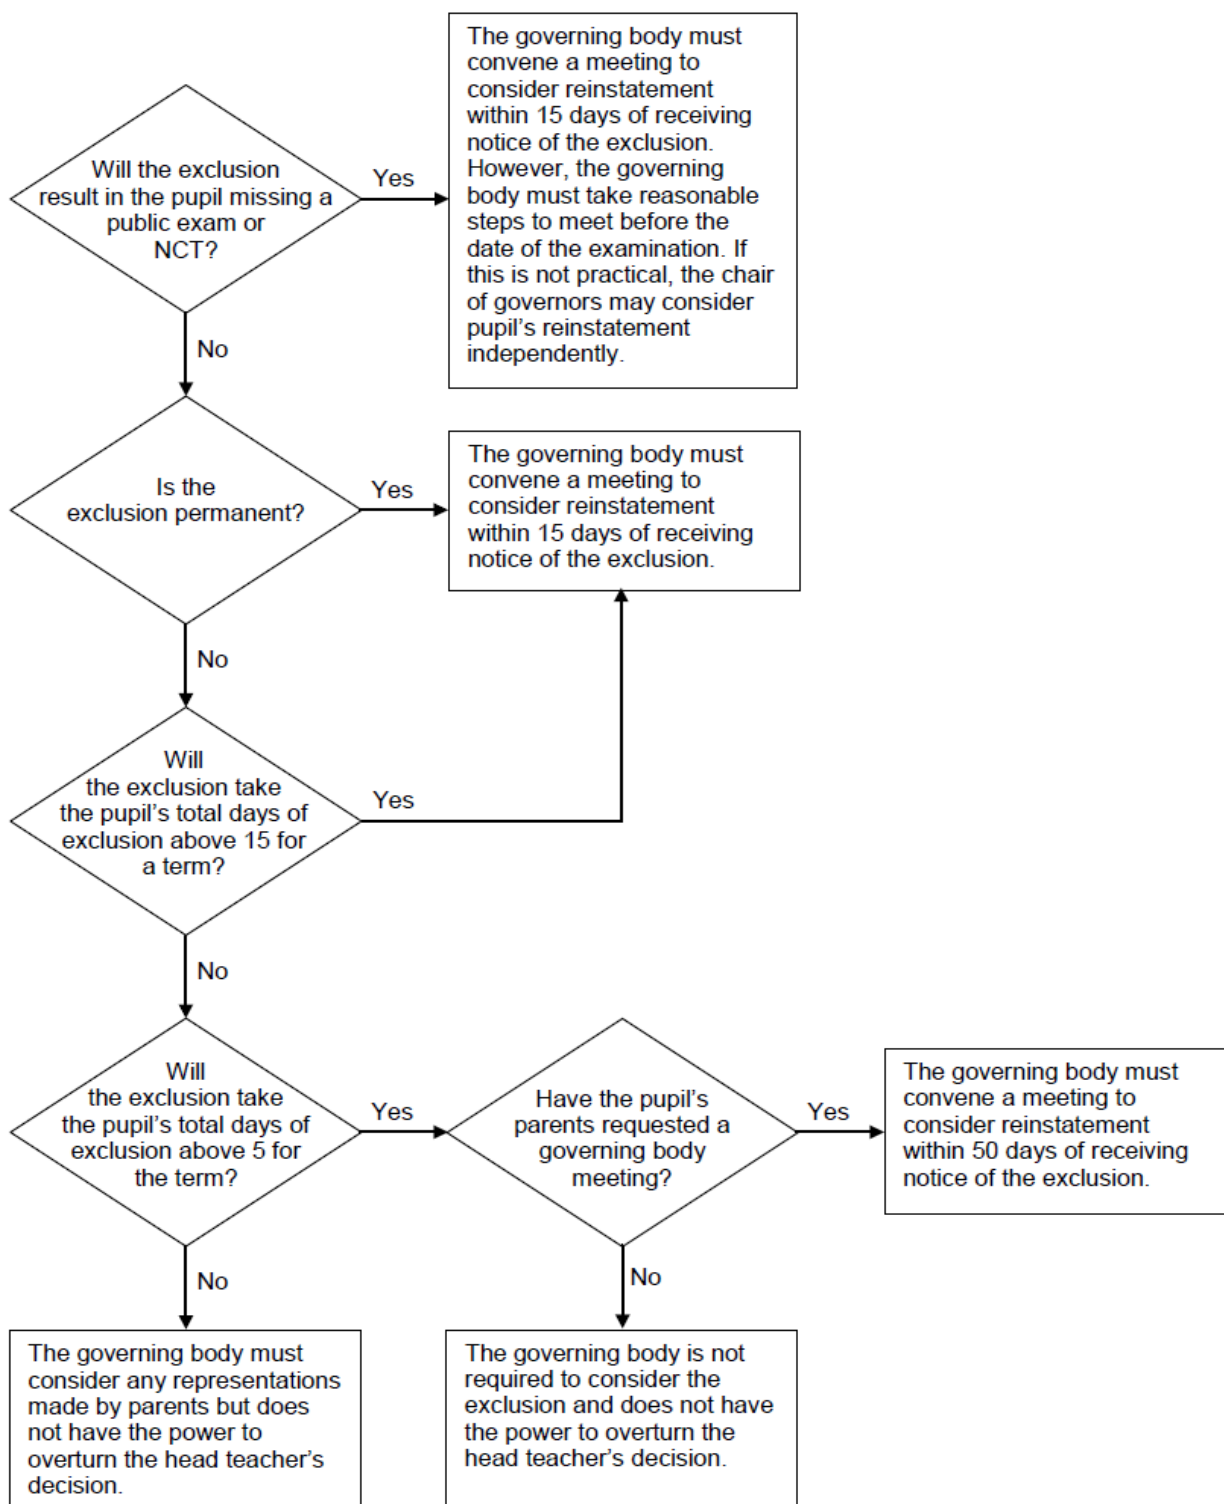 The governing body must
convene a meeting to
consider reinstatement
within 15 days of receiving
notice of the exclusion.
However, the governing
body must take reasonable
steps to meet before the
date of the examination. If
this is not practical, the chair
of governors may consider
pupil’s reinstatement
independently.
Will the exclusion
result in the pupil missing a
public exam or
NCT?
Yes
No
Is the
exclusion permanent?
Yes
The governing body must
convene a meeting to
consider reinstatement
within 15 days of receiving
notice of the exclusion.
No
Will
the exclusion take
the pupil’s total days of
exclusion above 15 for
a term?
Yes
No
Will
the exclusion take
the pupil’s total days of
exclusion above 5 for
the term?
Yes
Have the pupil’s
parents requested a
governing body
meeting?
Yes
The governing body must
convene a meeting to
consider reinstatement
within 50 days of receiving
notice of the exclusion.
No
No
The governing body must
consider any representations
made by parents but does
not have the power to
overturn the head teacher’s
decision.
The governing body is not
required to consider the
exclusion and does not have
the power to overturn the
head teacher’s decision.